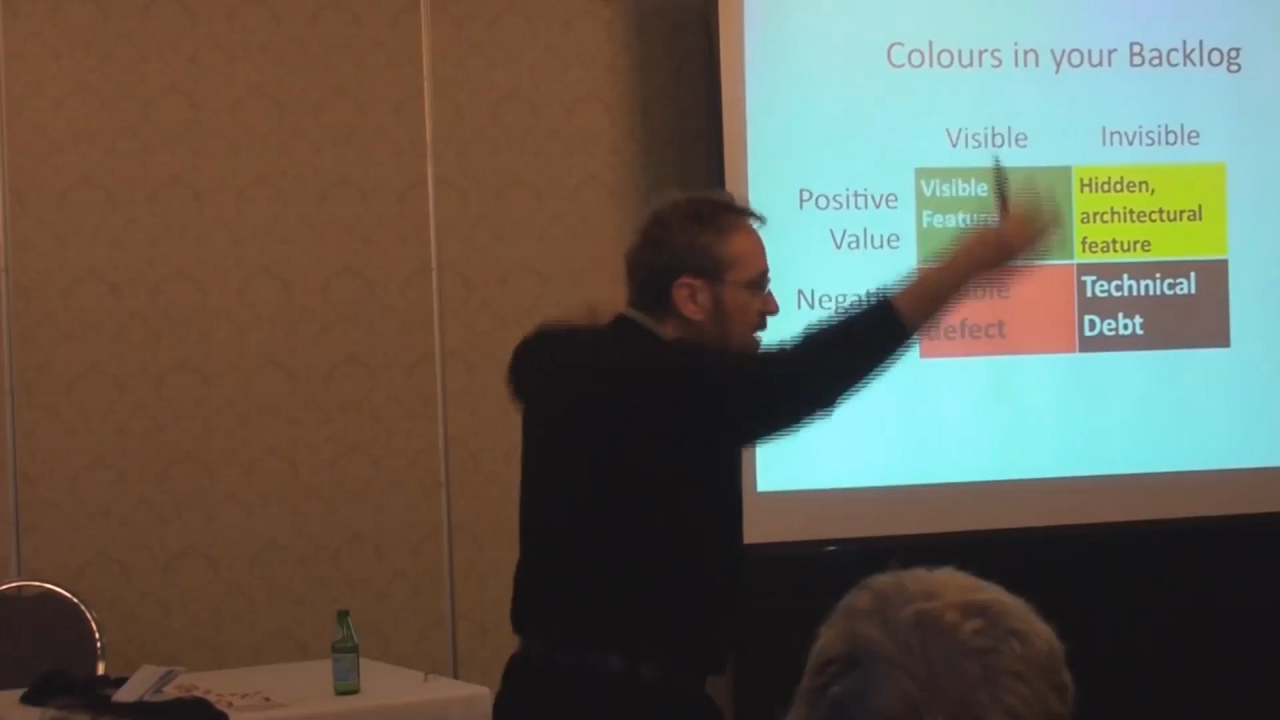 Colours in your Backlog
Visible Invisible
Positive
Value
Visible
Hidden,
architectural
feature
defect
Technical
Debt